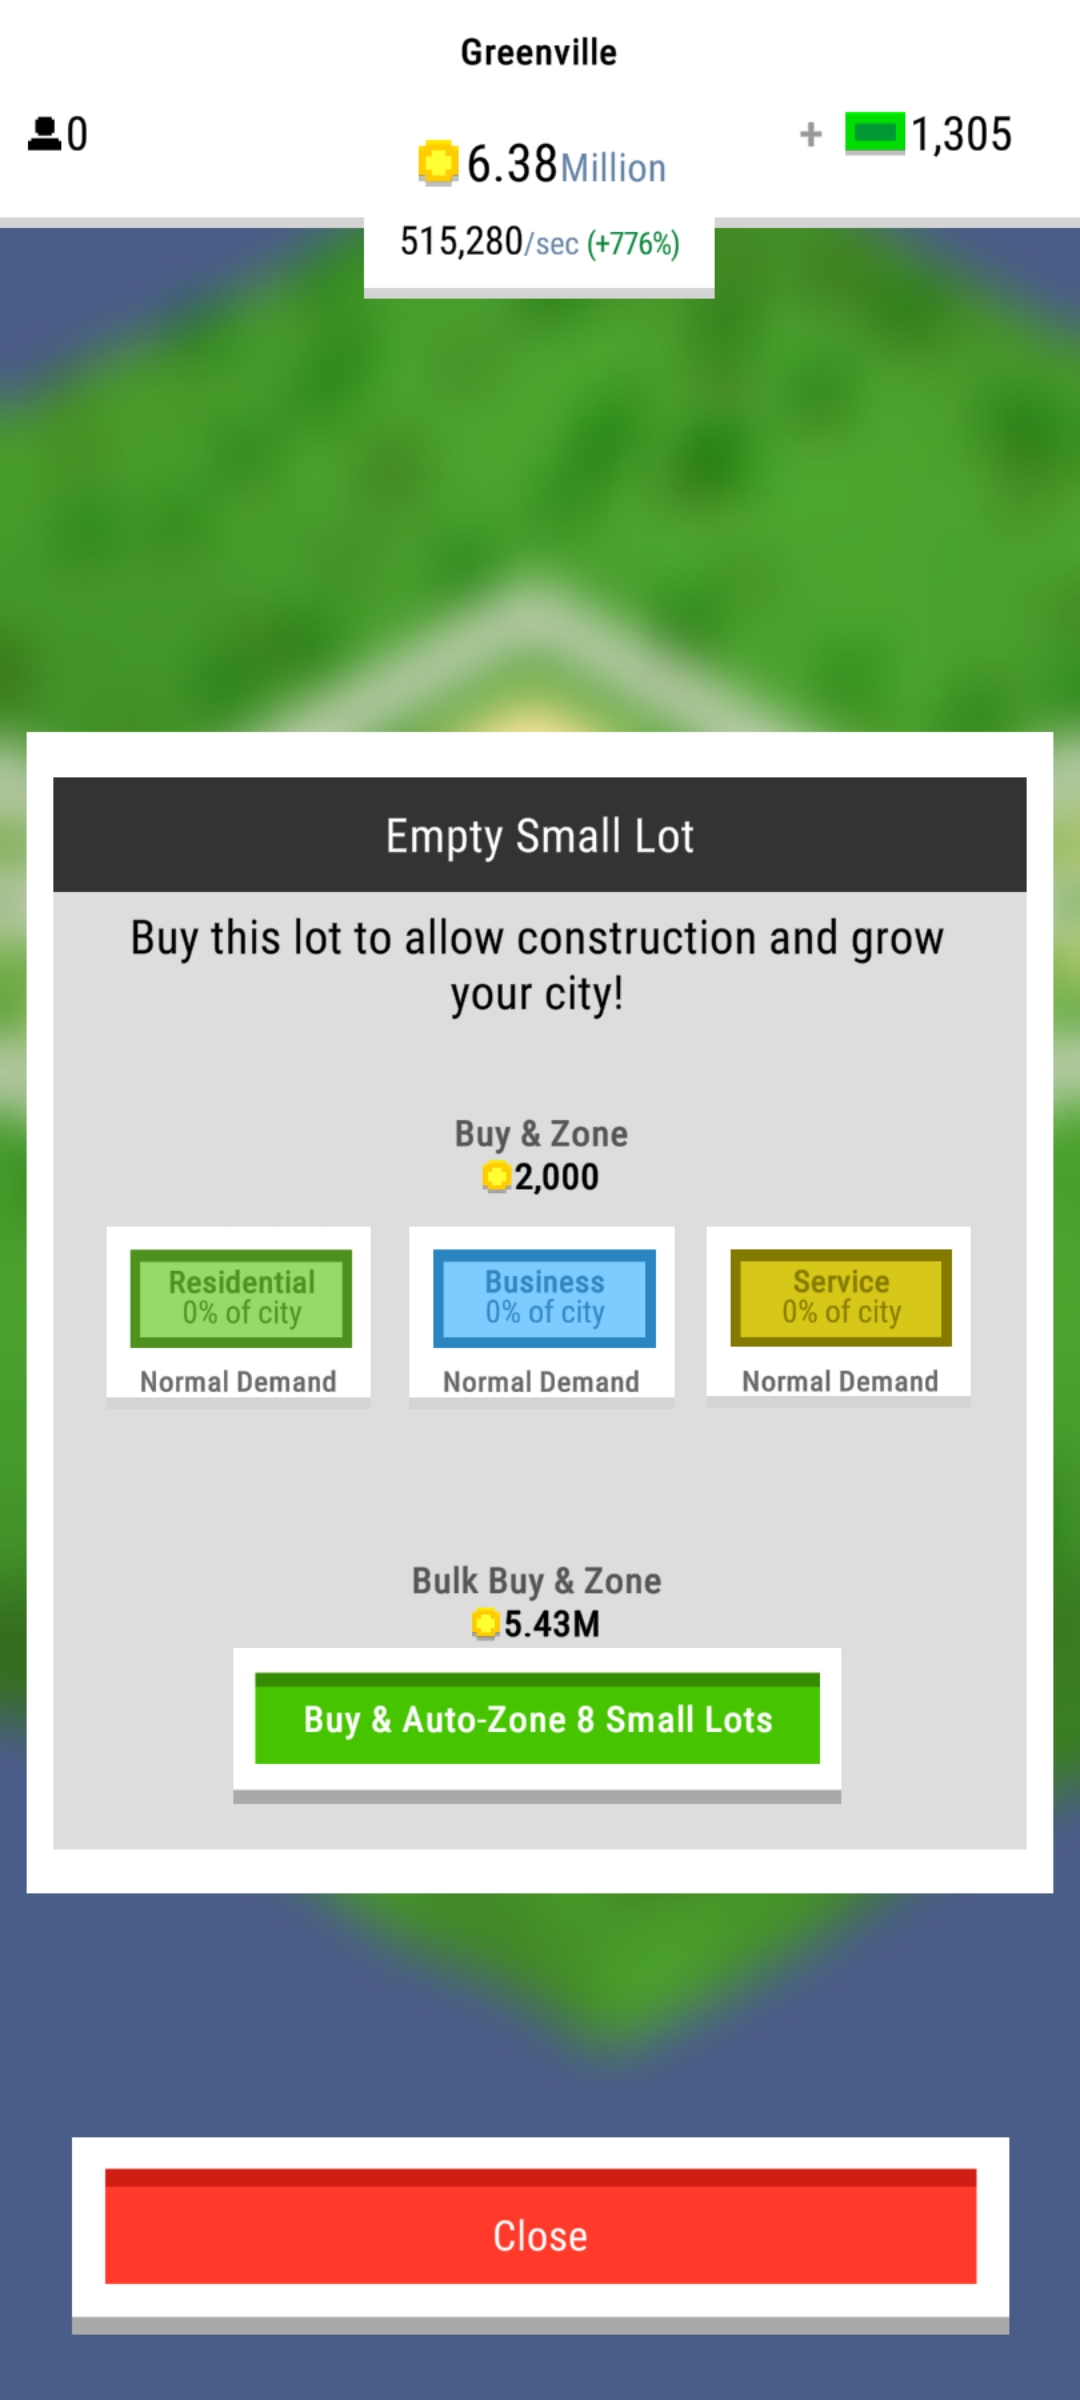 Greenville
0
6.38Million
+ 1,305
515,280/sec (+776%)
Empty Small Lot
Buy this lot to allow construction and grow
your city!
Buy & Zone
2,000
Residential
0% of city
Normal Demand
Business
0% of city
Normal Demand
Service
0% of city
Normal Demand
Bulk Buy & Zone
5.43M
Buy & Auto-Zone 8 Small Lots
Close